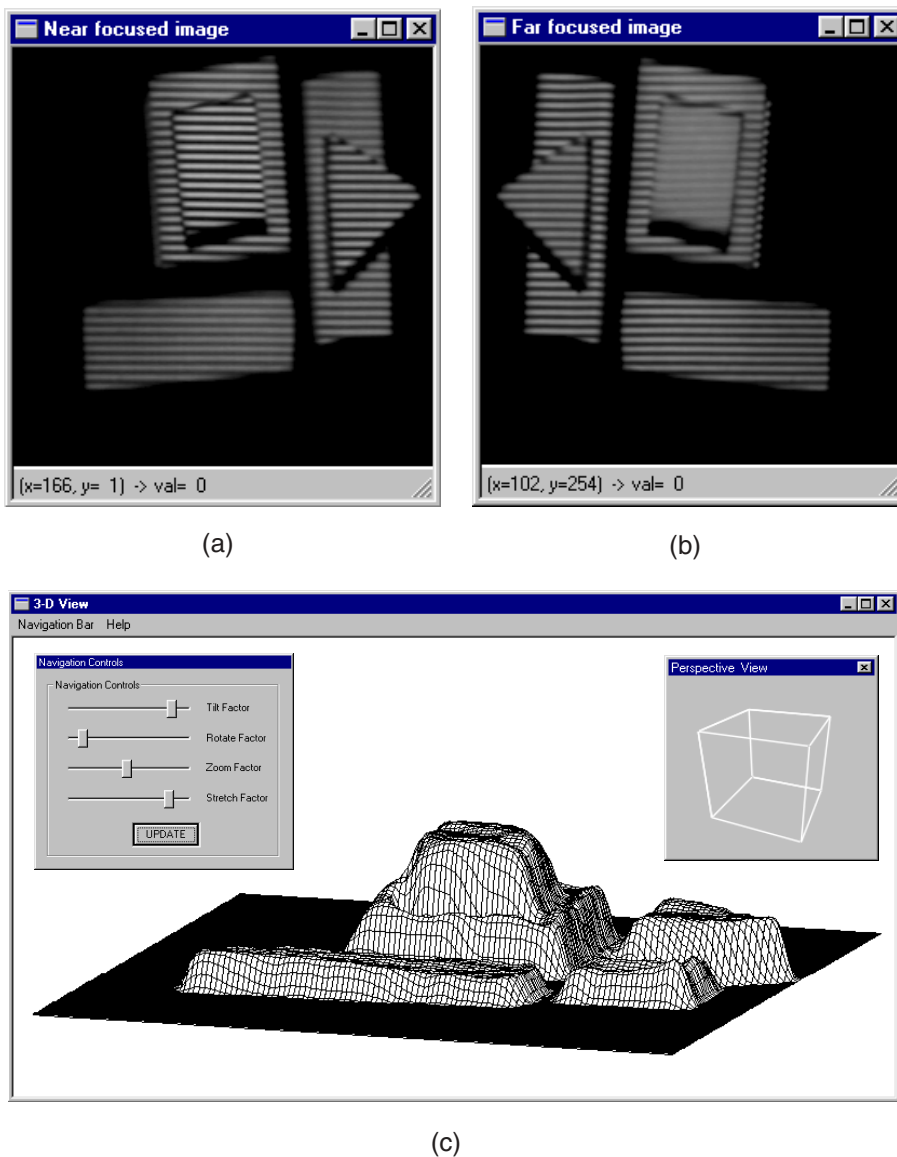 Near focused image
Far focused image
(x=166, y= 1) -> val= 0
(x=102, y=254) -> val= 0
(a)
(b)
3-D View
Navigation Bar Help
Navigation Controls
Navigation Controls
Tilt Factor
Rotate Factor
Zoom Factor
Stretch Factor
UPDATE
Perspective View
(c)